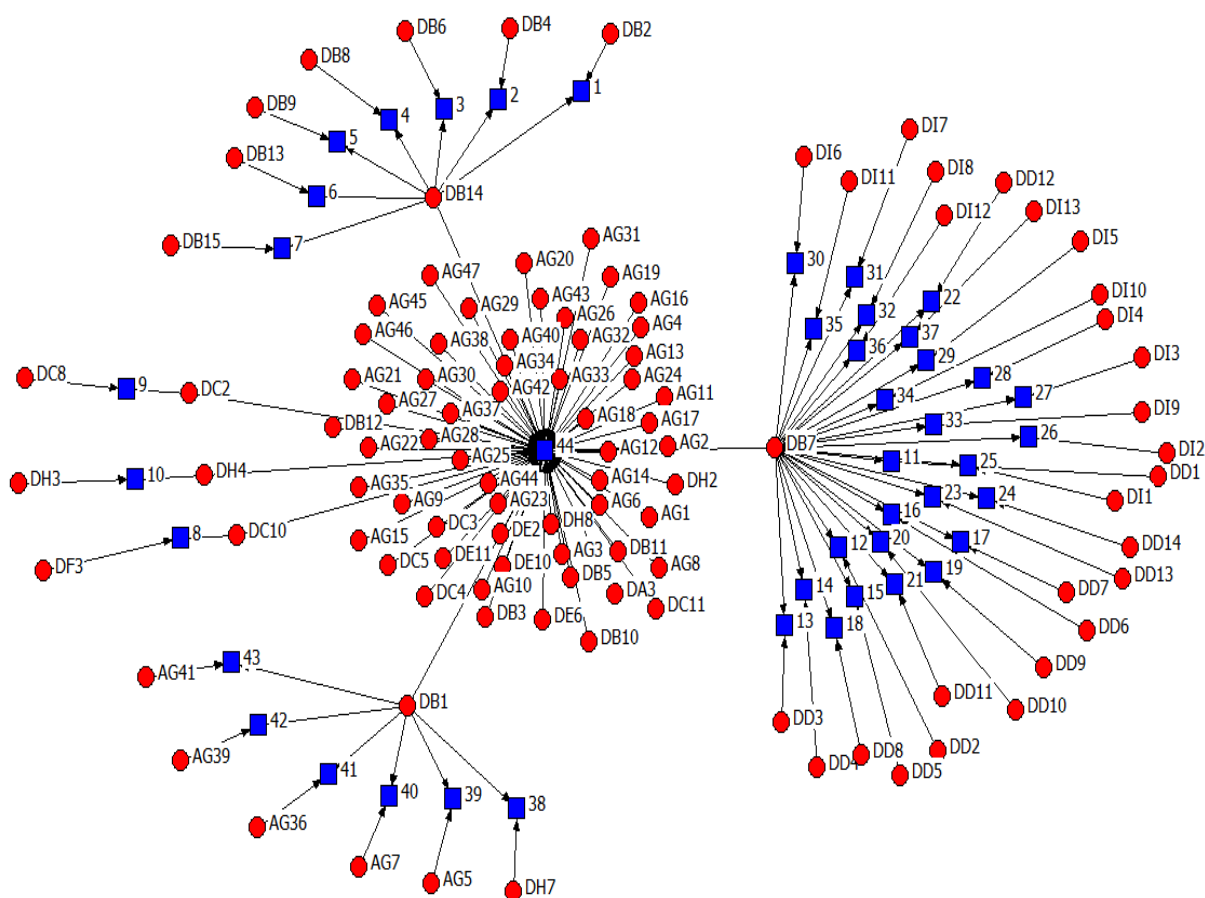 DB6
DB4
DB2
DB8
1
2
3
4
DB9
5
DB13
6
DB14
DB15
7
DI7
DI6
DI11
DI8
DD12
DI12
DI13
DI5
30
31
22
32
35
37
36
29
DI10
DI4
DI3
28
27
34
DI9
33
26
DI2
DB7
11
25
DD1
DI1
23
24
16
DD14
20
17
12
DD13
19
DD7
14
21
15
DD6
13
18
DD9
DD11
DD10
DD3
DD2
DD4
DD8
DD5
AG31
AG20
AG47
AG19
AG43
AG45
AG29
AG16
AG26
AG4
AG46
AG38
AG40
AG32
AG13
AG34
AG21
AG30
AG33
AG24
AG42
AG11
AG27
AG37
AG18
AG17
DB12
AG28
AG22
44
AG12
AG2
AG25
AG35
AG44
AG14
DH2
AG9
AG23
AG6
AG1
DC3
DH8
AG15
DE2
DE11
AG3
DB11
DC5
DE10
AG8
DB5
DC4
AG10
DA3
DC11
DB3
DE6
DB10
DC8
9
DC2
DH3
10
DH4
8
DC10
DF3
43
AG41
DB1
42
AG39
41
40
39
38
AG36
AG7
AG5
DH7